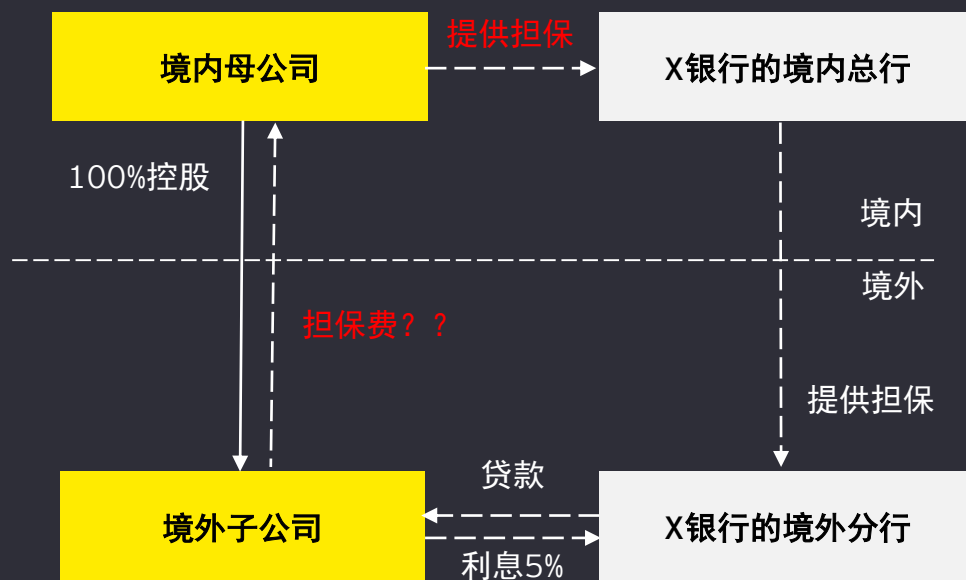 境内母公司
提供担保
X银行的境内总行
100%控股
境内
境外
担保费？？
提供担保
境外子公司
贷款
利息5%
X银行的境外分行